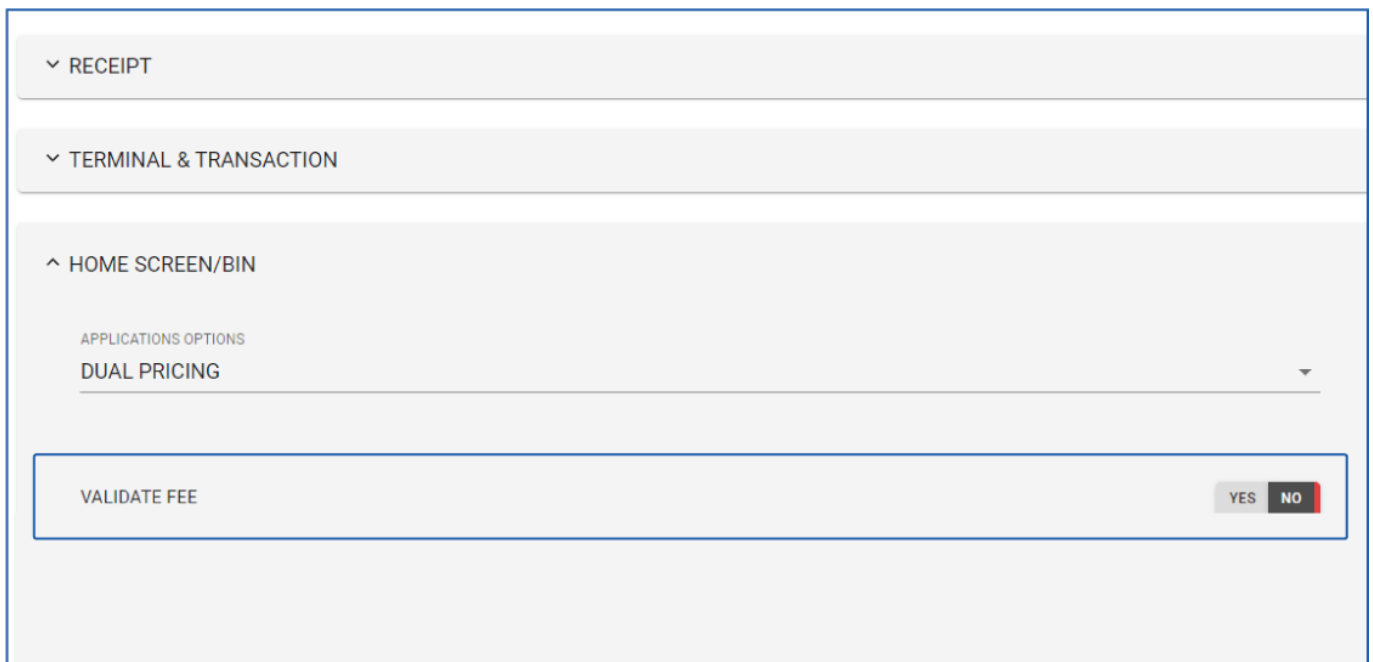 RECEIPT
TERMINAL & TRANSACTION
HOME SCREEN/BIN
APPLICATIONS OPTIONS
DUAL PRICING
VALIDATE FEE YES NO